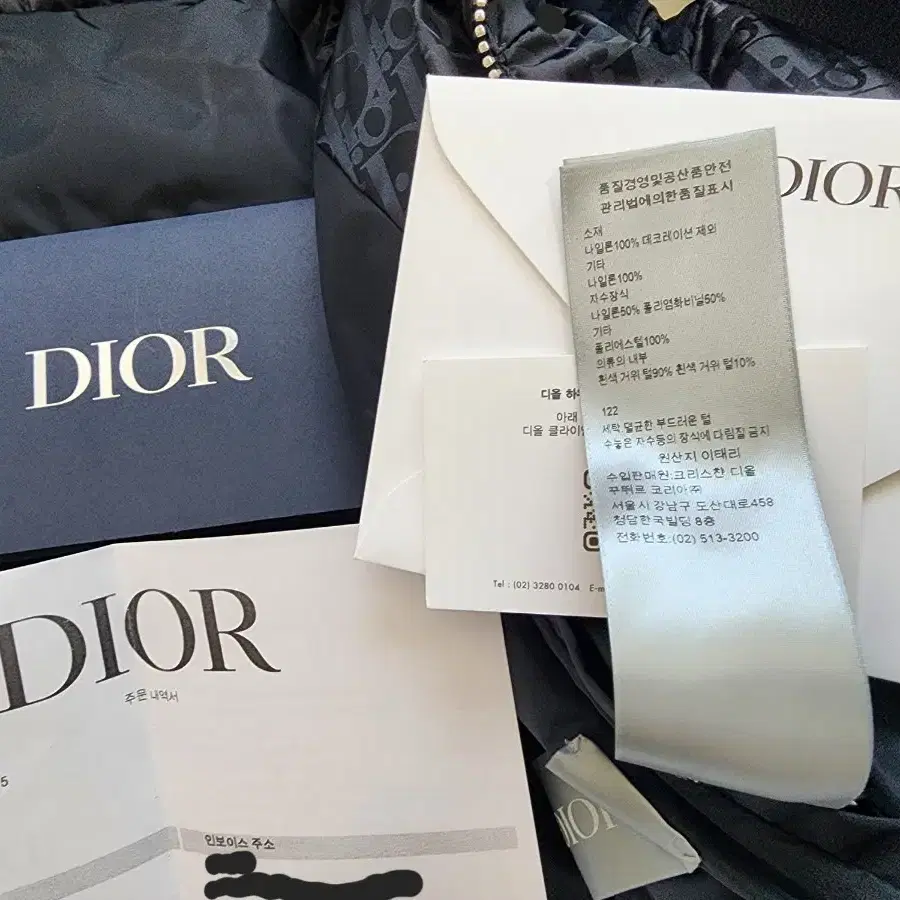 DIOR
DIOR
품질경영및공산품안전
관리법에의한품질표시
소재
나일론100% 데코레이션 제외
기타
나일론100%
자수장식
나일론50% 폴리염화비닐50%
기타
폴리에스텔100%
의류의 내부
흰색 거위 털90% 흰색 거위 털10%
122
세탁 멸균한 부드러운 털
수놓은 자수등의 장식에 다림질 금지
원산지 이태리
수입판매원:크리스챤 디올
꾸뛰르 코리아㈜
서울시 강남구 도산대로458
청담한국빌딩 8층
전화번호:(02) 513-3200
디올
아래
디올
Tel : (02) 3280 0104
DIOR
주문 내역서
5
인보이스 주소
DIOR